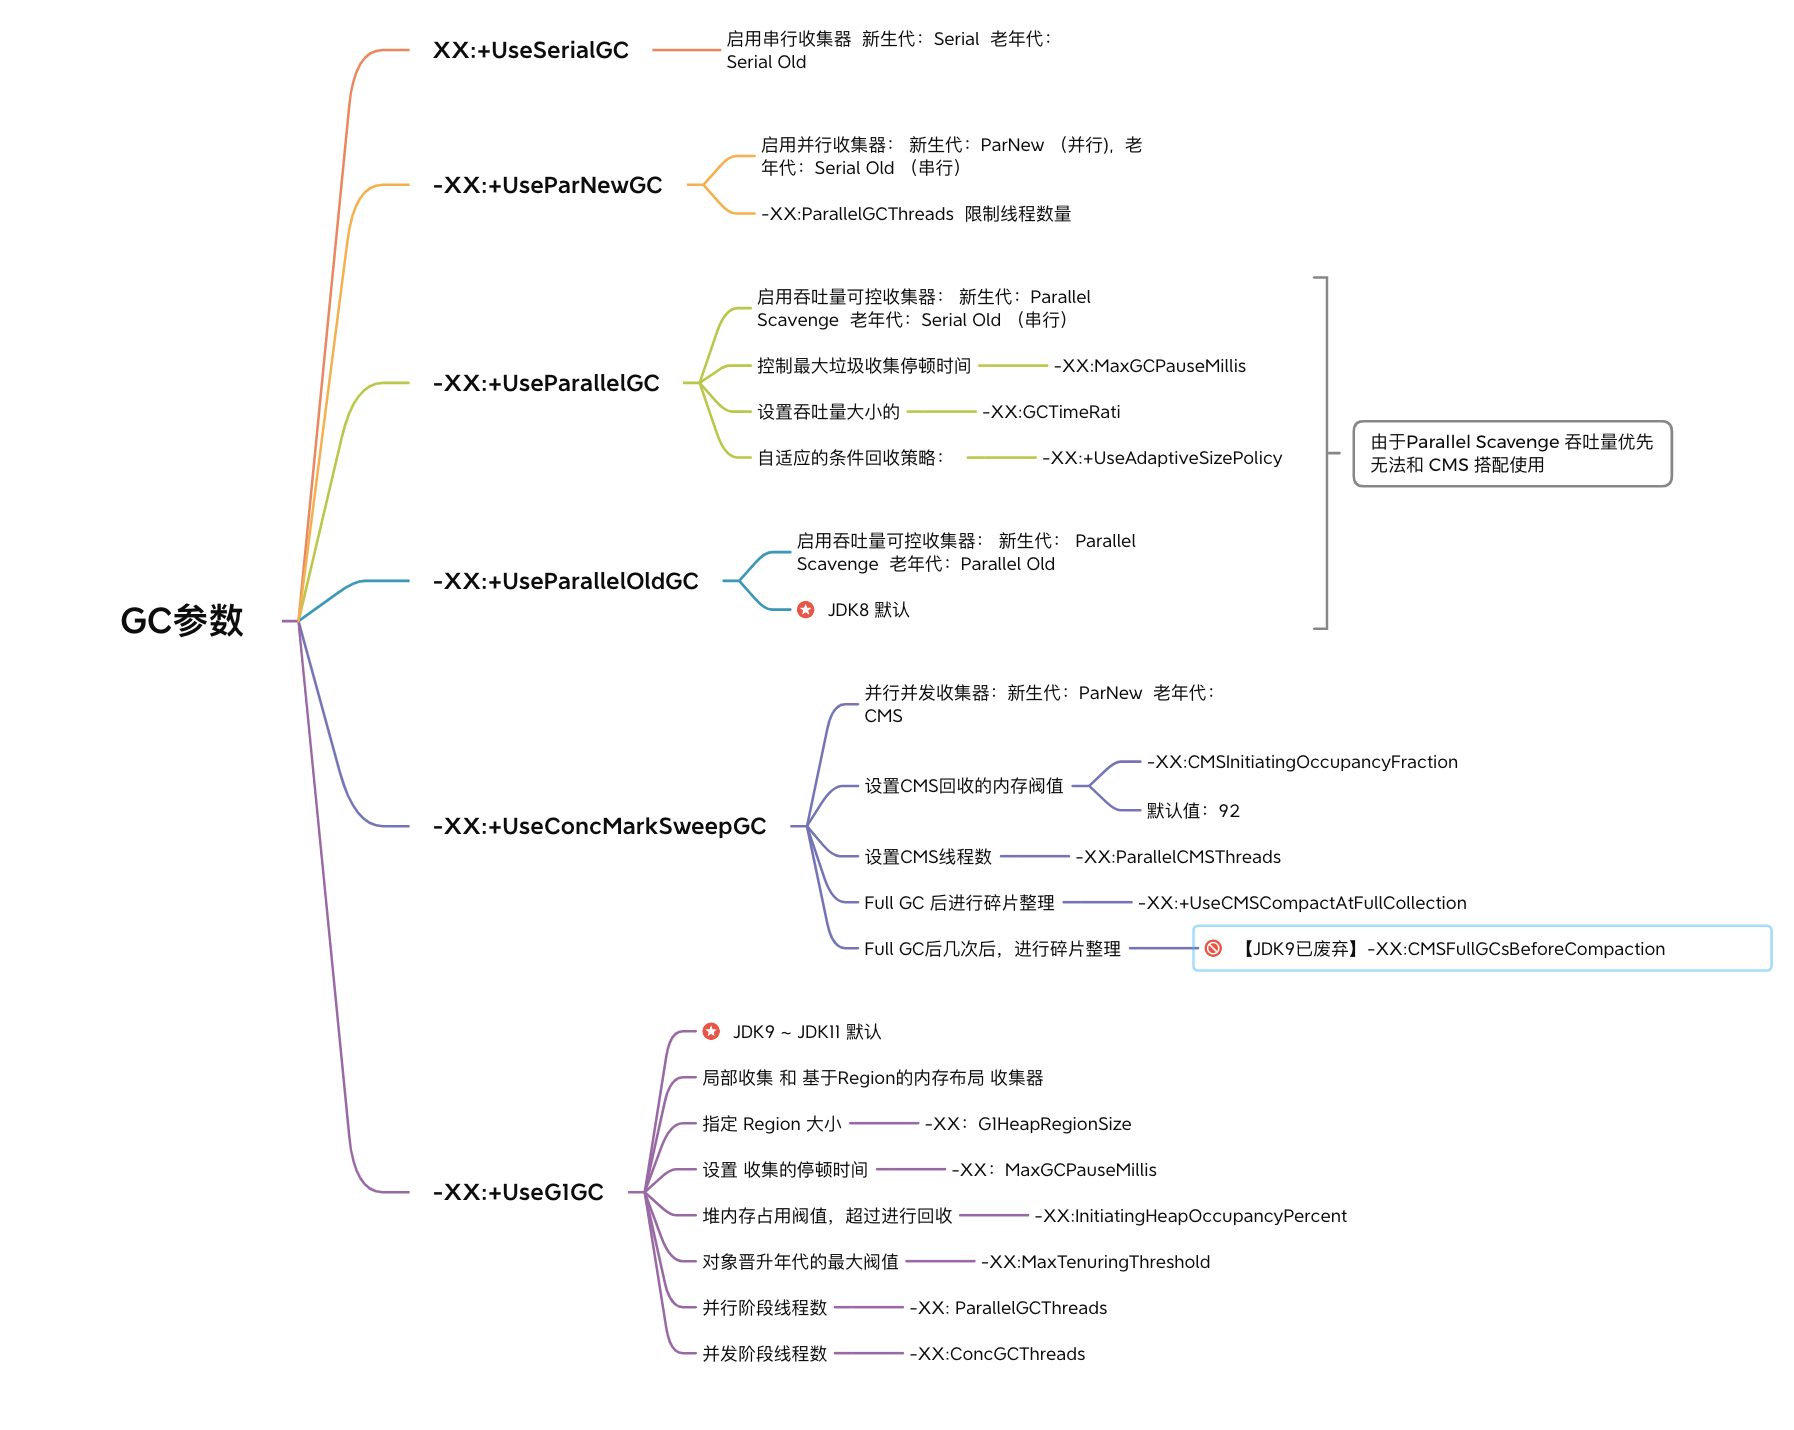 GC参数
XX:+UseSerialGC
启用串行收集器 新生代：Serial 老年代：
Serial Old
-XX:+UseParNewGC
启用并行收集器： 新生代：ParNew （并行)，老
年代：Serial Old （串行）
-XX:ParallelGCThreads 限制线程数量
-XX:+UseParallelGC
启用吞吐量可控收集器： 新生代：Parallel
Scavenge 老年代：Serial Old （串行）
控制最大垃圾收集停顿时间
-XX:MaxGCPauseMillis
设置吞吐量大小的
-XX:GCTimeRati
自适应的条件回收策略：
-XX:+UseAdaptiveSizePolicy
-XX:+UseParallelOldGC
启用吞吐量可控收集器： 新生代： Parallel
Scavenge 老年代：Parallel Old
JDK8 默认
由于Parallel Scavenge 吞吐量优先
无法和 CMS 搭配使用
-XX:+UseConcMarkSweepGC
并行并发收集器：新生代：ParNew 老年代：
CMS
设置CMS回收的内存阀值
-XX:CMSInitiatingOccupancyFraction
默认值：92
设置CMS线程数
-XX:ParallelCMSThreads
Full GC 后进行碎片整理
-XX:+UseCMSCompactAtFullCollection
Full GC后几次后，进行碎片整理
【JDK9已废弃】-XX:CMSFullGCsBeforeCompaction
-XX:+UseG1GC
JDK9 ~ JDK11 默认
局部收集 和 基于Region的内存布局 收集器
指定 Region 大小
-XX：G1HeapRegionSize
设置 收集的停顿时间
-XX：MaxGCPauseMillis
堆内存占用阀值，超过进行回收
-XX:InitiatingHeapOccupancyPercent
对象晋升年代的最大阀值
-XX:MaxTenuringThreshold
并行阶段线程数
-XX: ParallelGCThreads
并发阶段线程数
-XX:ConcGCThreads